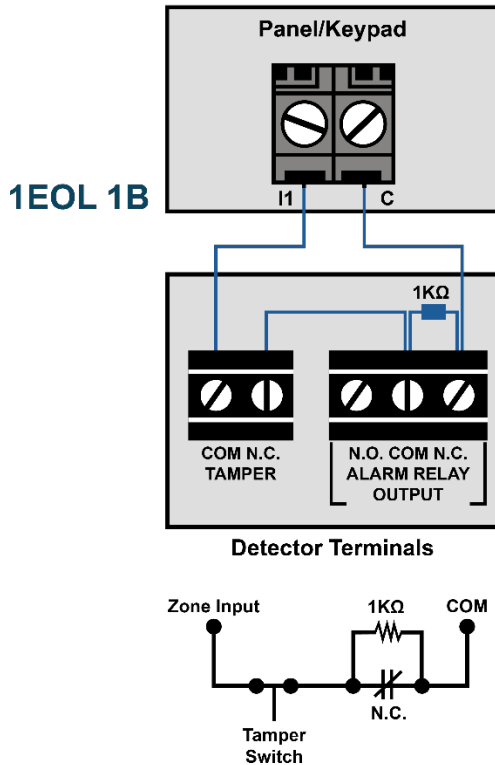 Panel/Keypad
1EOL 1B
I1 C
1KΩ
COM N.C.
TAMPER
N.O. COM N.C.
ALARM RELAY
OUTPUT
Detector Terminals
Zone Input 1KΩ COM
N.C.
Tamper
Switch